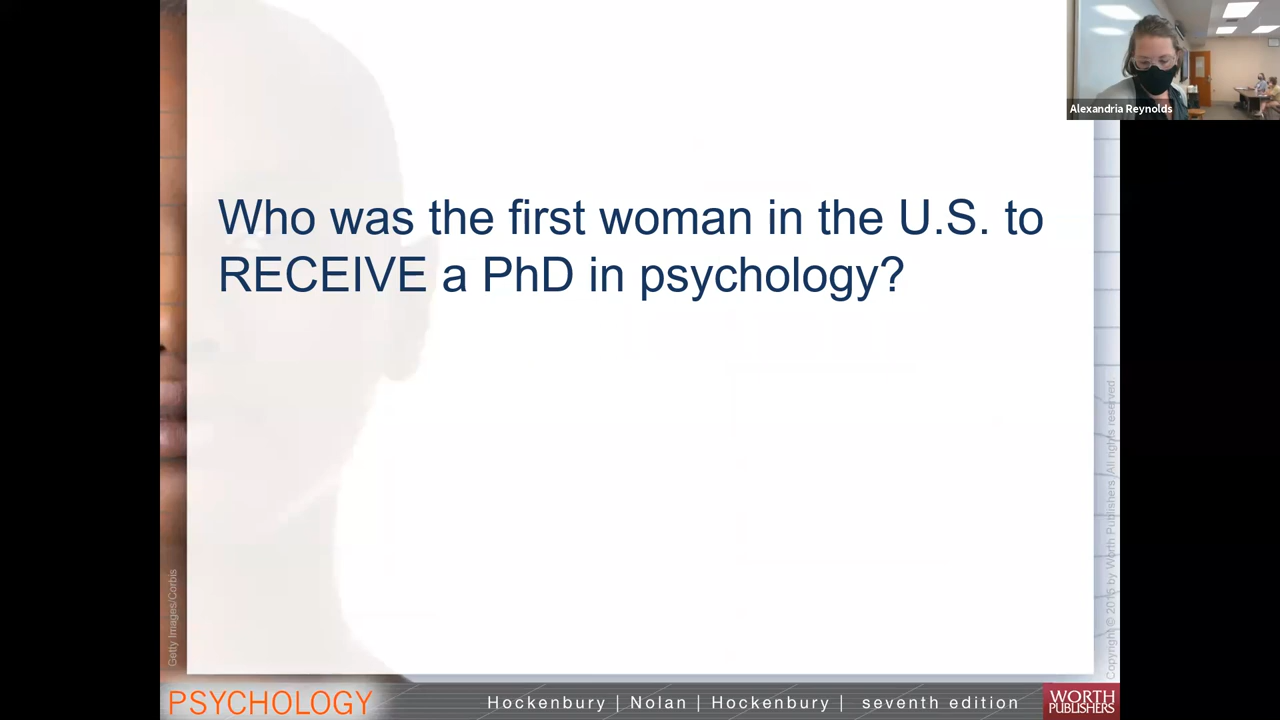 Alexandria Reynolds
Who was the first woman in the U.S. to
RECEIVE a PhD in psychology?
Getty Images/Corbis
Copyright © 2015 by Worth Publishers. All rights reserved
PSYCHOLOGY
Hockenbury | Nolan | Hockenbury | seventh edition
WORTH
PUBLISHERS